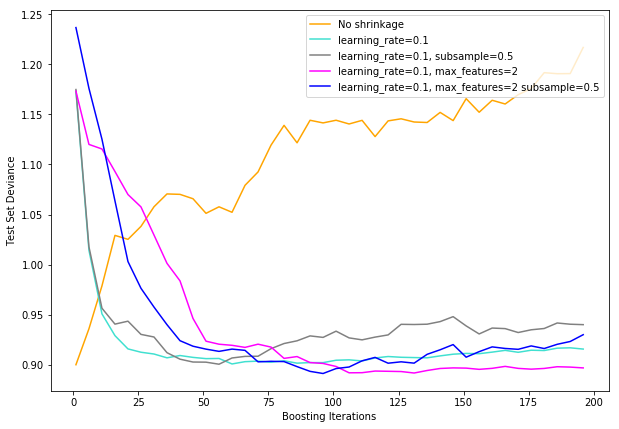 1.25
1.20
1.15
1.10
1.05
1.00
0.95
0.90
Test Set Deviance
No shrinkage
learning_rate=0.1
learning_rate=0.1, subsample=0.5
learning_rate=0.1, max_features=2
learning_rate=0.1, max_features=2 subsample=0.5
0 25 50 75 100 125 150 175 200
Boosting Iterations